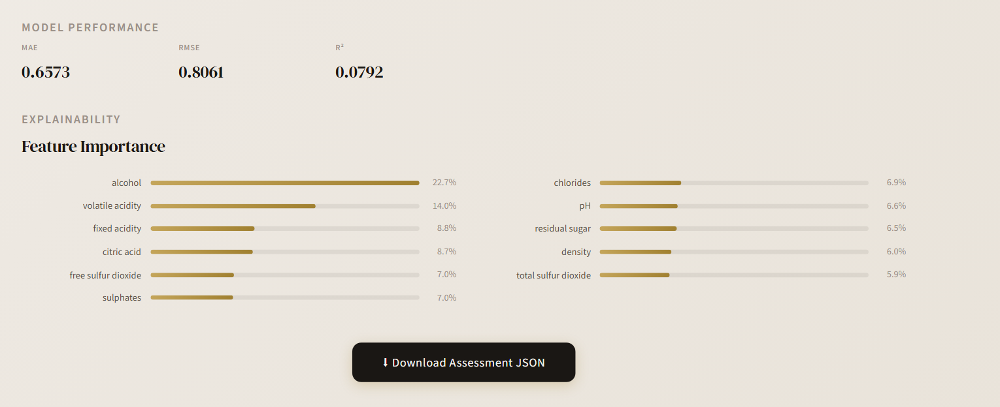 MODEL PERFORMANCE
MAE RMSE R²
0.6573 0.8061 0.0792
EXPLAINABILITY
Feature Importance
alcohol 22.7% chlorides 6.9%
volatile acidity 14.0% pH 6.6%
fixed acidity 8.8% residual sugar 6.5%
citric acid 8.7% density 6.0%
free sulfur dioxide 7.0% total sulfur dioxide 5.9%
sulphates 7.0%
⬇ Download Assessment JSON